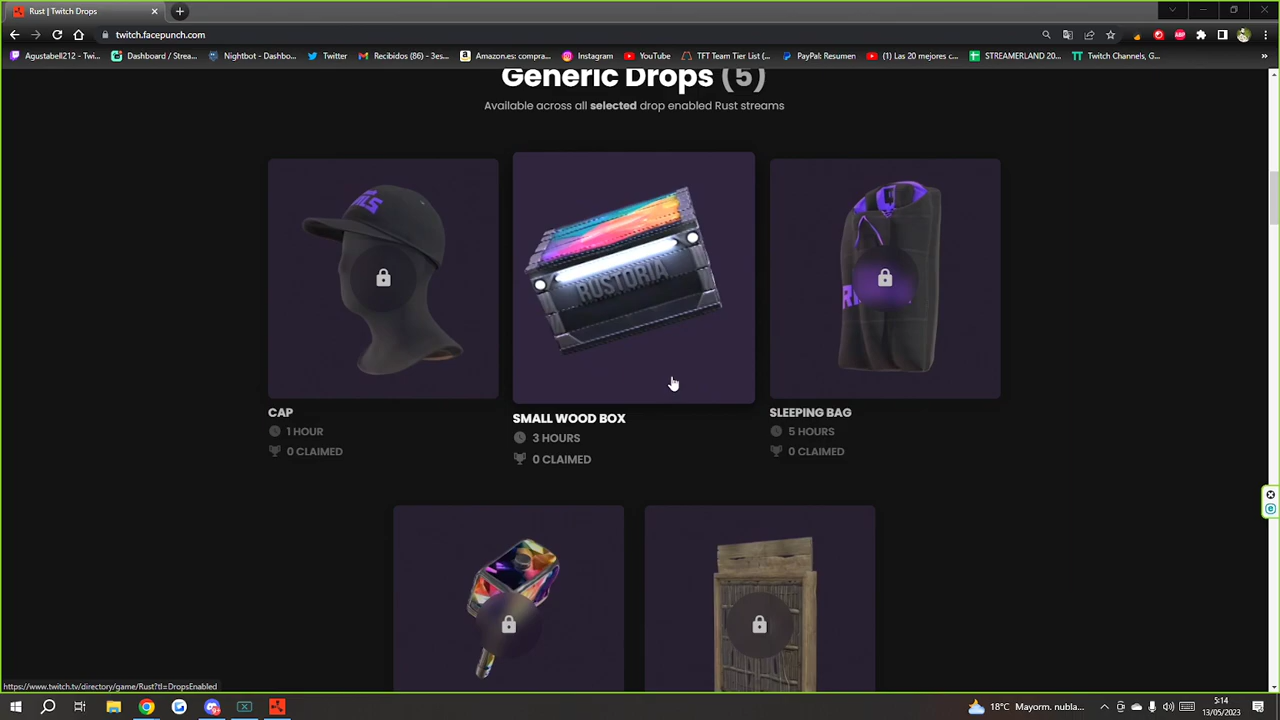 Rust | Twitch Drops
twitch.facepunch.com
Agustabell212 - Twi...
Dashboard / Strea...
Nightbot - Dashbo...
Twitter
Recibidos (86) - 3es...
Amazon.es: compra...
Instagram
YouTube
TFT Team Tier List (...
PayPal: Resumen
(1) Las 20 mejores c...
STREAMERLAND 20...
Twitch Channels, G...
Generic Drops (5)
Available across all selected drop enabled Rust streams
RUSTORIA
CAP
1 HOUR
0 CLAIMED
SMALL WOOD BOX
3 HOURS
0 CLAIMED
SLEEPING BAG
5 HOURS
0 CLAIMED
https://www.twitch.tv/directory/game/Rust?tl=DropsEnabled
18°C Mayorm. nubla...
5:14
13/05/2023